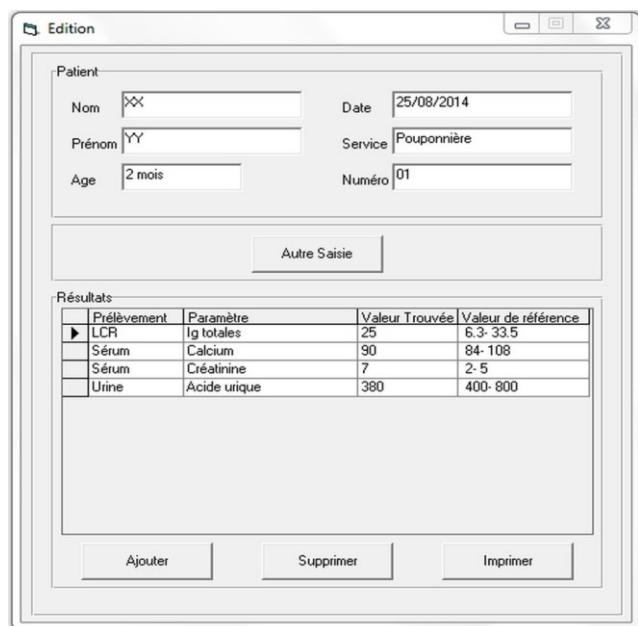 Edition
Patient
Nom XX Date 25/08/2014
Prénom YY Service Pouponnière
Age 2 mois Numéro 01
Autre Saisie
Résultats
Prélèvement Paramètre Valeur Trouvée Valeur de référence
LCR Ig totales 25 6.3- 33.5
Sérum Calcium 90 84- 108
Sérum Créatinine 7 2- 5
Urine Acide urique 380 400- 800
Ajouter Supprimer Imprimer